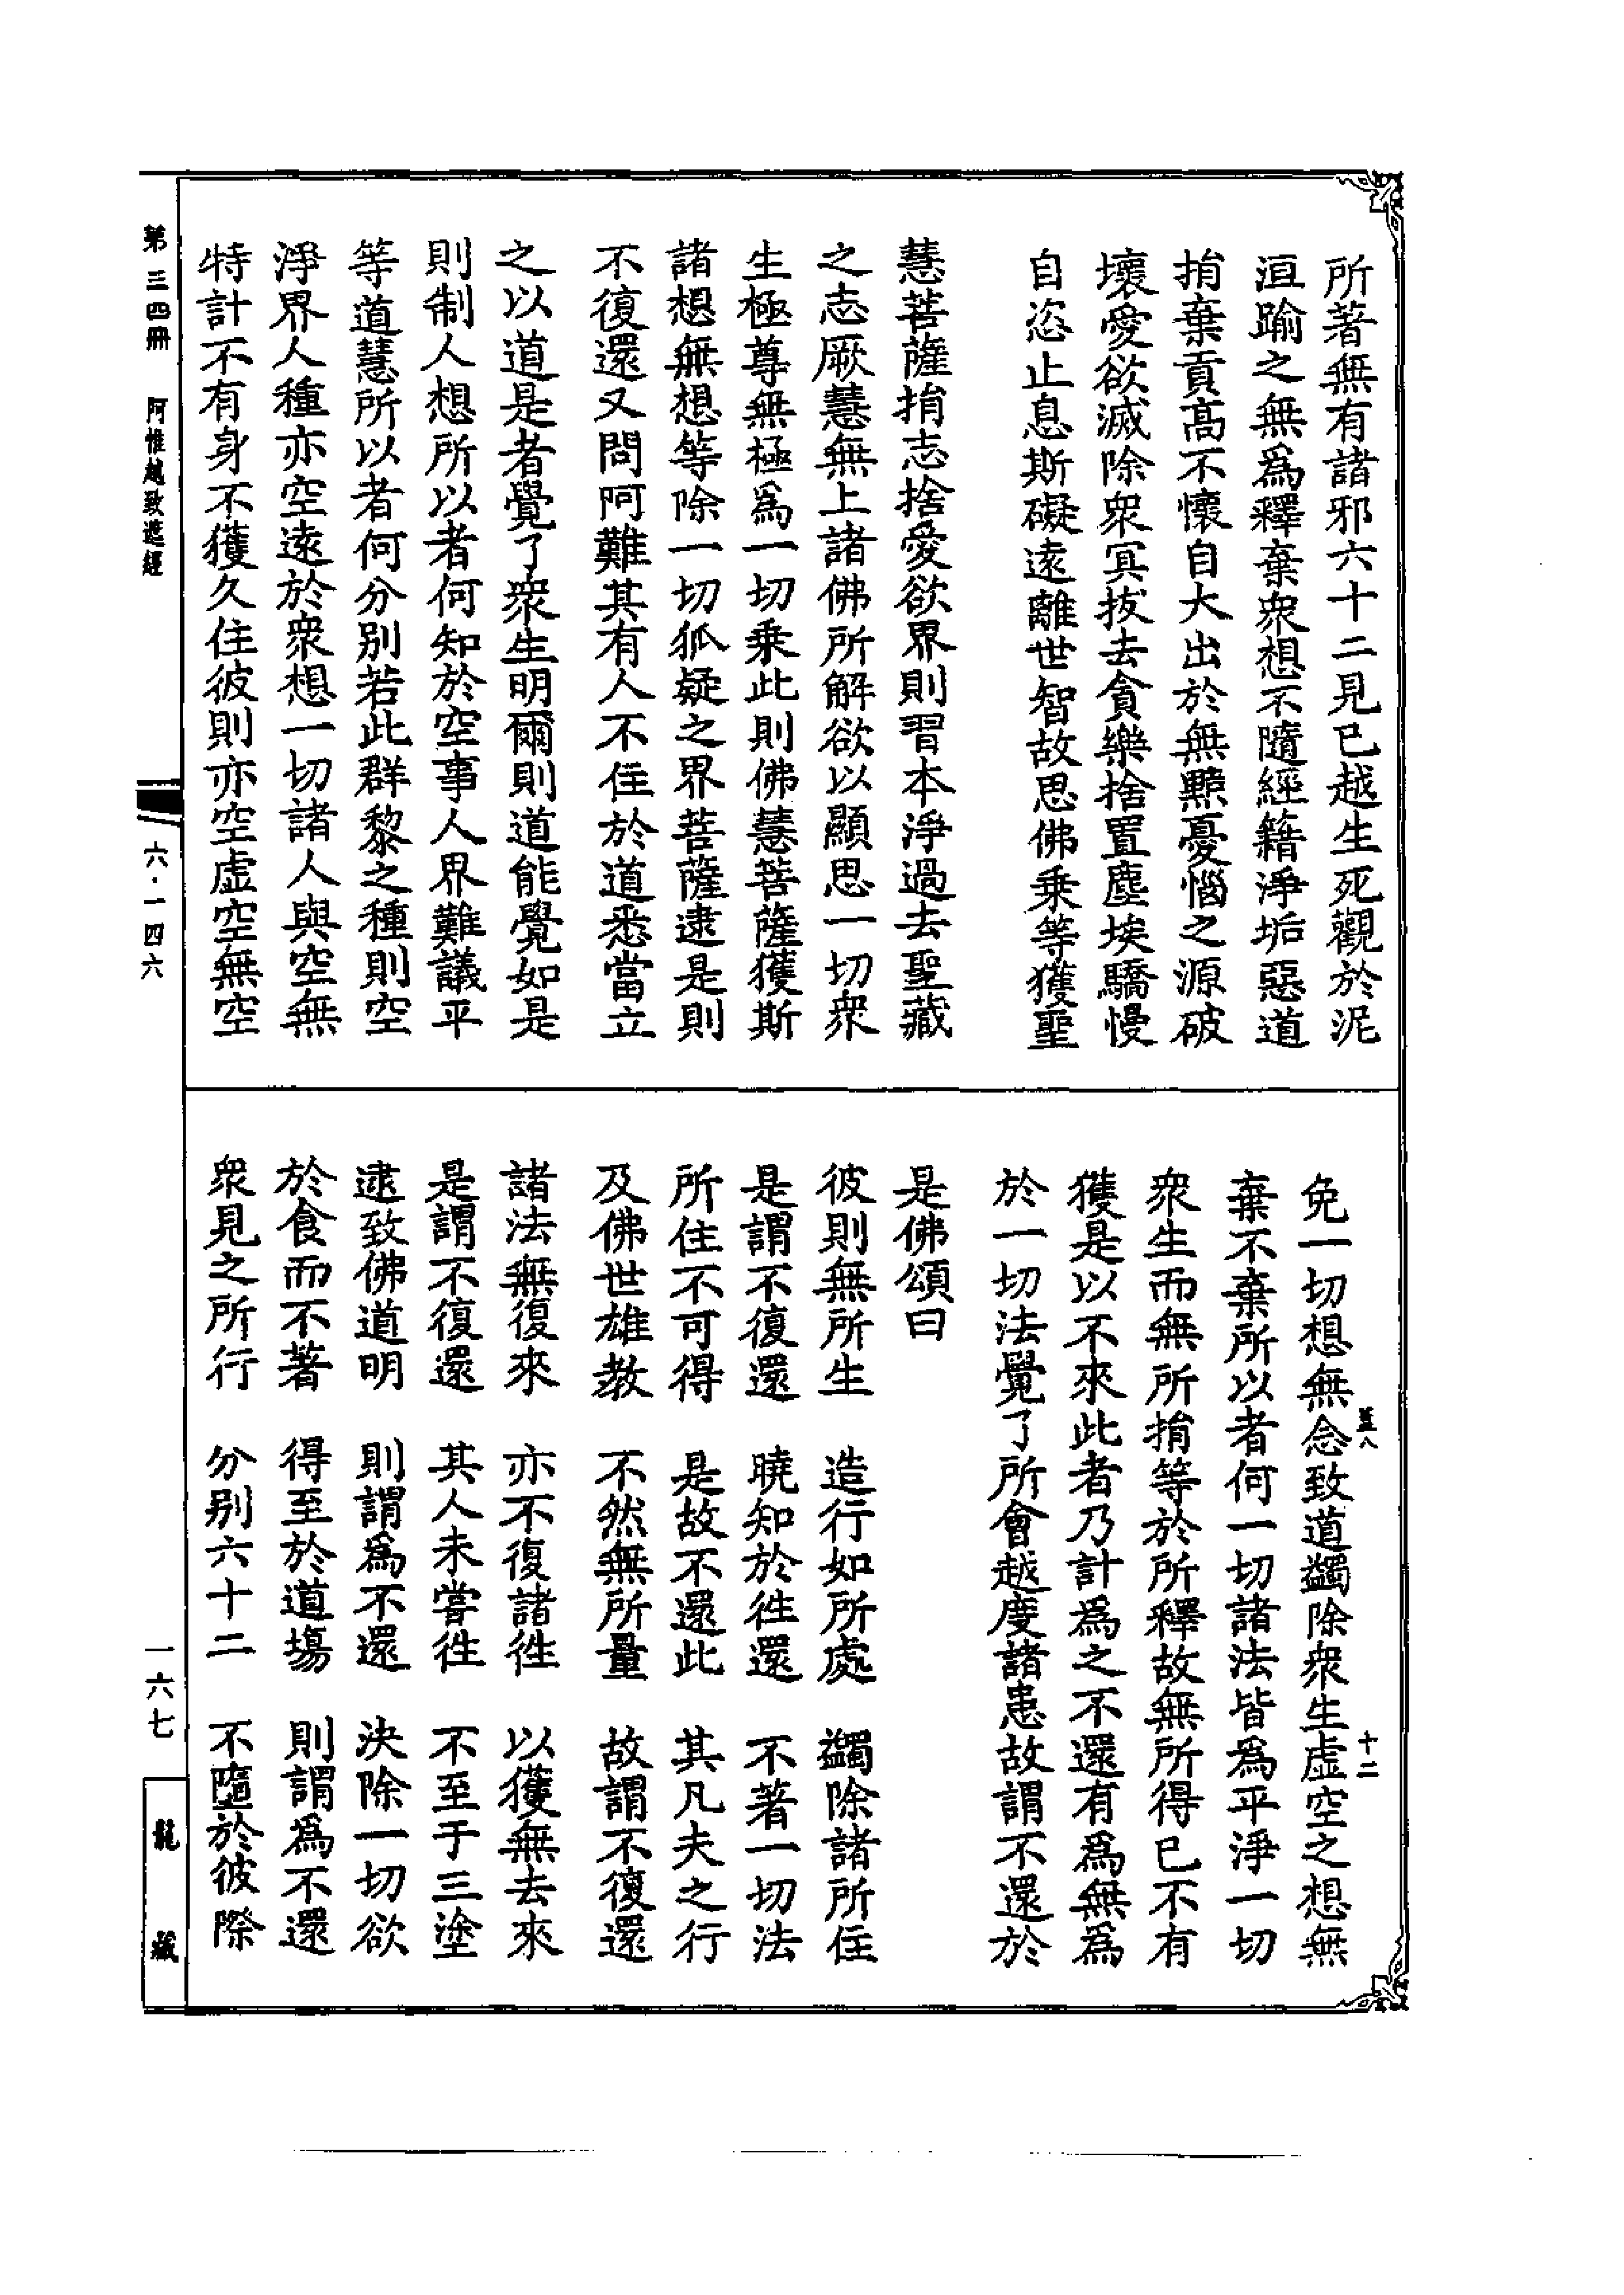 所著無有諸邪六十二見已越生死觀於泥
洹踰之無爲釋棄衆想不隨經籍淨垢惡道
捐棄貢高不懷自大出於無黠憂惱之源破
壞愛欲滅除衆冥拔去貪樂捨置塵埃驕慢
自恣止息斯礙遠離世智故思佛乗等獲聖
慧菩薩捐志捨愛欲界則習本淨過去聖藏
之志厥慧無上諸佛所解欲以顯思一切衆
生極尊無極爲一切乗此則佛慧菩薩獲斯
諸想無想等除一切狐疑之界菩薩逮是則
不復還又問阿難其有人不住於道悉當立
之以道是者覺了衆生明爾則道能覺如是
則制人想所以者何知於空事人界難議平
等道慧所以者何分別若此群黎之種則空
淨界人種亦空遠於衆想一切諸人與空無
特計不有身不獲久住彼則亦空虛空無空
免一切想無念致道蠲除衆生虛空之想無
棄不棄所以者何一切諸法皆爲平淨一切
衆生而無所捐等於所釋故無所得已不有
獲是以不來此者乃計爲之不還有爲無爲
於一切法覺了所會越度諸患故謂不還於
是佛頌曰
彼則無所生　造行如所處　蠲除諸所住
是謂不復還　曉知於徃還　不著一切法
所住不可得　是故不還此　其凡夫之行
及佛世雄教　不然無所量　故謂不復還
諸法無復來　亦不復諸徃　以獲無去來
是謂不復還　其人未嘗徃　不至于三塗
逮致佛道明　則謂爲不還　決除一切欲
於食而不著　得至於道場　則謂爲不還
衆見之所行　分别六十二　不隨於彼際
葢八
十二
第三四冊　阿惟越致遮經
六·一四六
一六七
龍藏